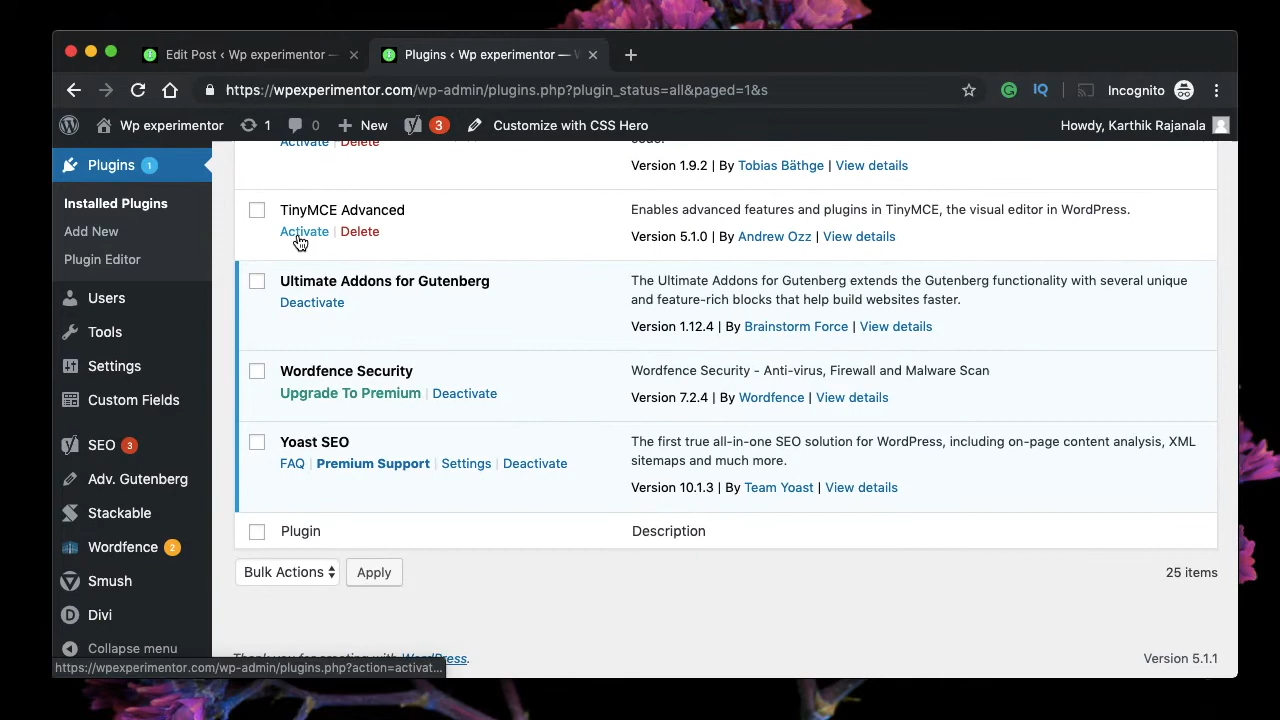 Edit Post ‹ Wp experimentor —
Plugins ‹ Wp experimentor —
https://wpexperimentor.com/wp-admin/plugins.php?plugin_status=all&paged=1&s
IQ
Incognito
Wp experimentor
1
0
New
3
Customize with CSS Hero
Howdy, Karthik Rajanala
Plugins 1
Installed Plugins
Add New
Plugin Editor
Users
Tools
Settings
Custom Fields
SEO 3
Adv. Gutenberg
Stackable
Wordfence 2
Smush
Divi
Collapse menu
Activate | Delete
code.
Version 1.9.2 | By Tobias Bäthge | View details
TinyMCE Advanced
Activate | Delete
Enables advanced features and plugins in TinyMCE, the visual editor in WordPress.
Version 5.1.0 | By Andrew Ozz | View details
Ultimate Addons for Gutenberg
Deactivate
The Ultimate Addons for Gutenberg extends the Gutenberg functionality with several unique
and feature-rich blocks that help build websites faster.
Version 1.12.4 | By Brainstorm Force | View details
Wordfence Security
Upgrade To Premium | Deactivate
Wordfence Security - Anti-virus, Firewall and Malware Scan
Version 7.2.4 | By Wordfence | View details
Yoast SEO
FAQ | Premium Support | Settings | Deactivate
The first true all-in-one SEO solution for WordPress, including on-page content analysis, XML
sitemaps and much more.
Version 10.1.3 | By Team Yoast | View details
Plugin
Description
Bulk Actions
Apply
25 items
Thank you for creating with WordPress.
Version 5.1.1
https://wpexperimentor.com/wp-admin/plugins.php?action=activat...